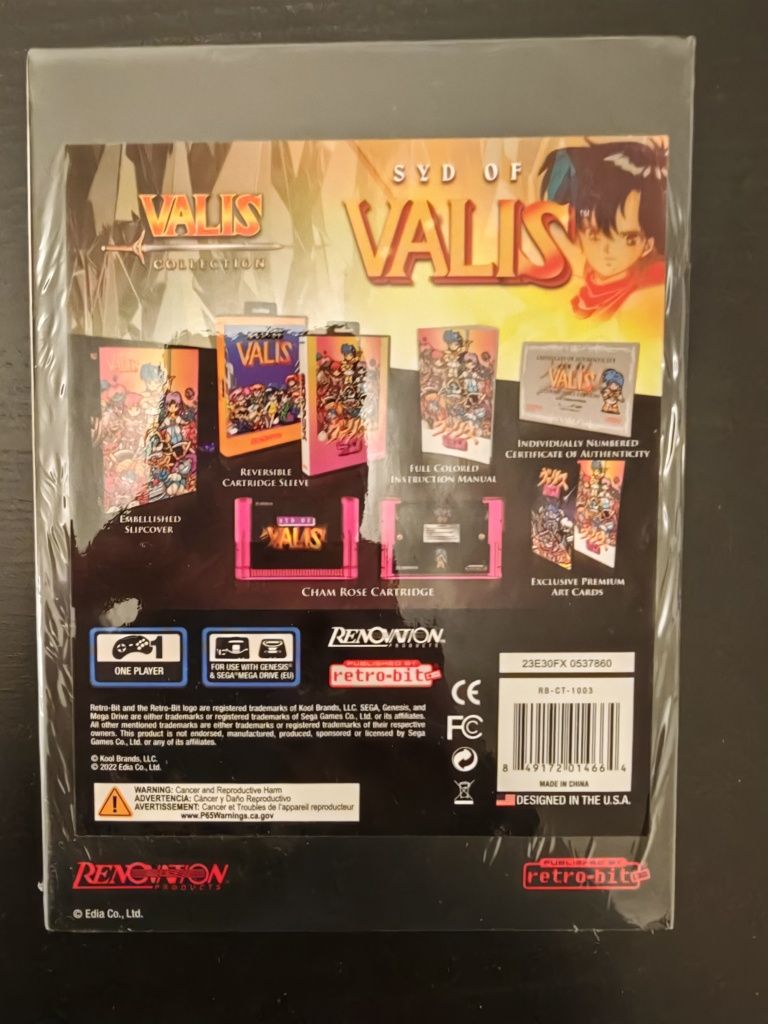 SYD OF
VALIS™
VALIS
COLLECTION
REVERSIBLE
CARTRIDGE SLEEVE
FULL COLORED
INSTRUCTION MANUAL
CERTIFICATE OF AUTHENTICITY
VALIS
INDIVIDUALLY NUMBERED
CERTIFICATE OF AUTHENTICITY
EMBELLISHED
SLIPCOVER
VALIS
SYD OF
VALIS
CHAM ROSE CARTRIDGE
ヴァリス
EXCLUSIVE PREMIUM
ART CARDS
1
ONE PLAYER
FOR USE WITH GENESIS®
& SEGA® MEGA DRIVE (EU)
RENOVATION
PRODUCTS
PUBLISHED BY
retro-bit
CE
FC
23E30FX 0537860
RB-CT-1003
8 49172 01466 4
MADE IN CHINA
DESIGNED IN THE U.S.A.
Retro-Bit and the Retro-Bit logo are registered trademarks of Kool Brands, LLC. SEGA, Genesis, and
Mega Drive are either trademarks or registered trademarks of Sega Games Co., Ltd. or its affiliates.
All other mentioned trademarks are either trademarks or registered trademarks of their respective
owners. This product is not endorsed, manufactured, produced, sponsored or licensed by Sega
Games Co., Ltd. or any of its affiliates.
© Kool Brands, LLC.
© 2022 Edia Co., Ltd.
WARNING: Cancer and Reproductive Harm
ADVERTENCIA: Cáncer y Daño Reproductivo
AVERTISSEMENT: Cancer et Troubles de l'appareil reproducteur
www.P65Warnings.ca.gov
RENOVATION
PRODUCTS
PUBLISHED BY
retro-bit
© Edia Co., Ltd.